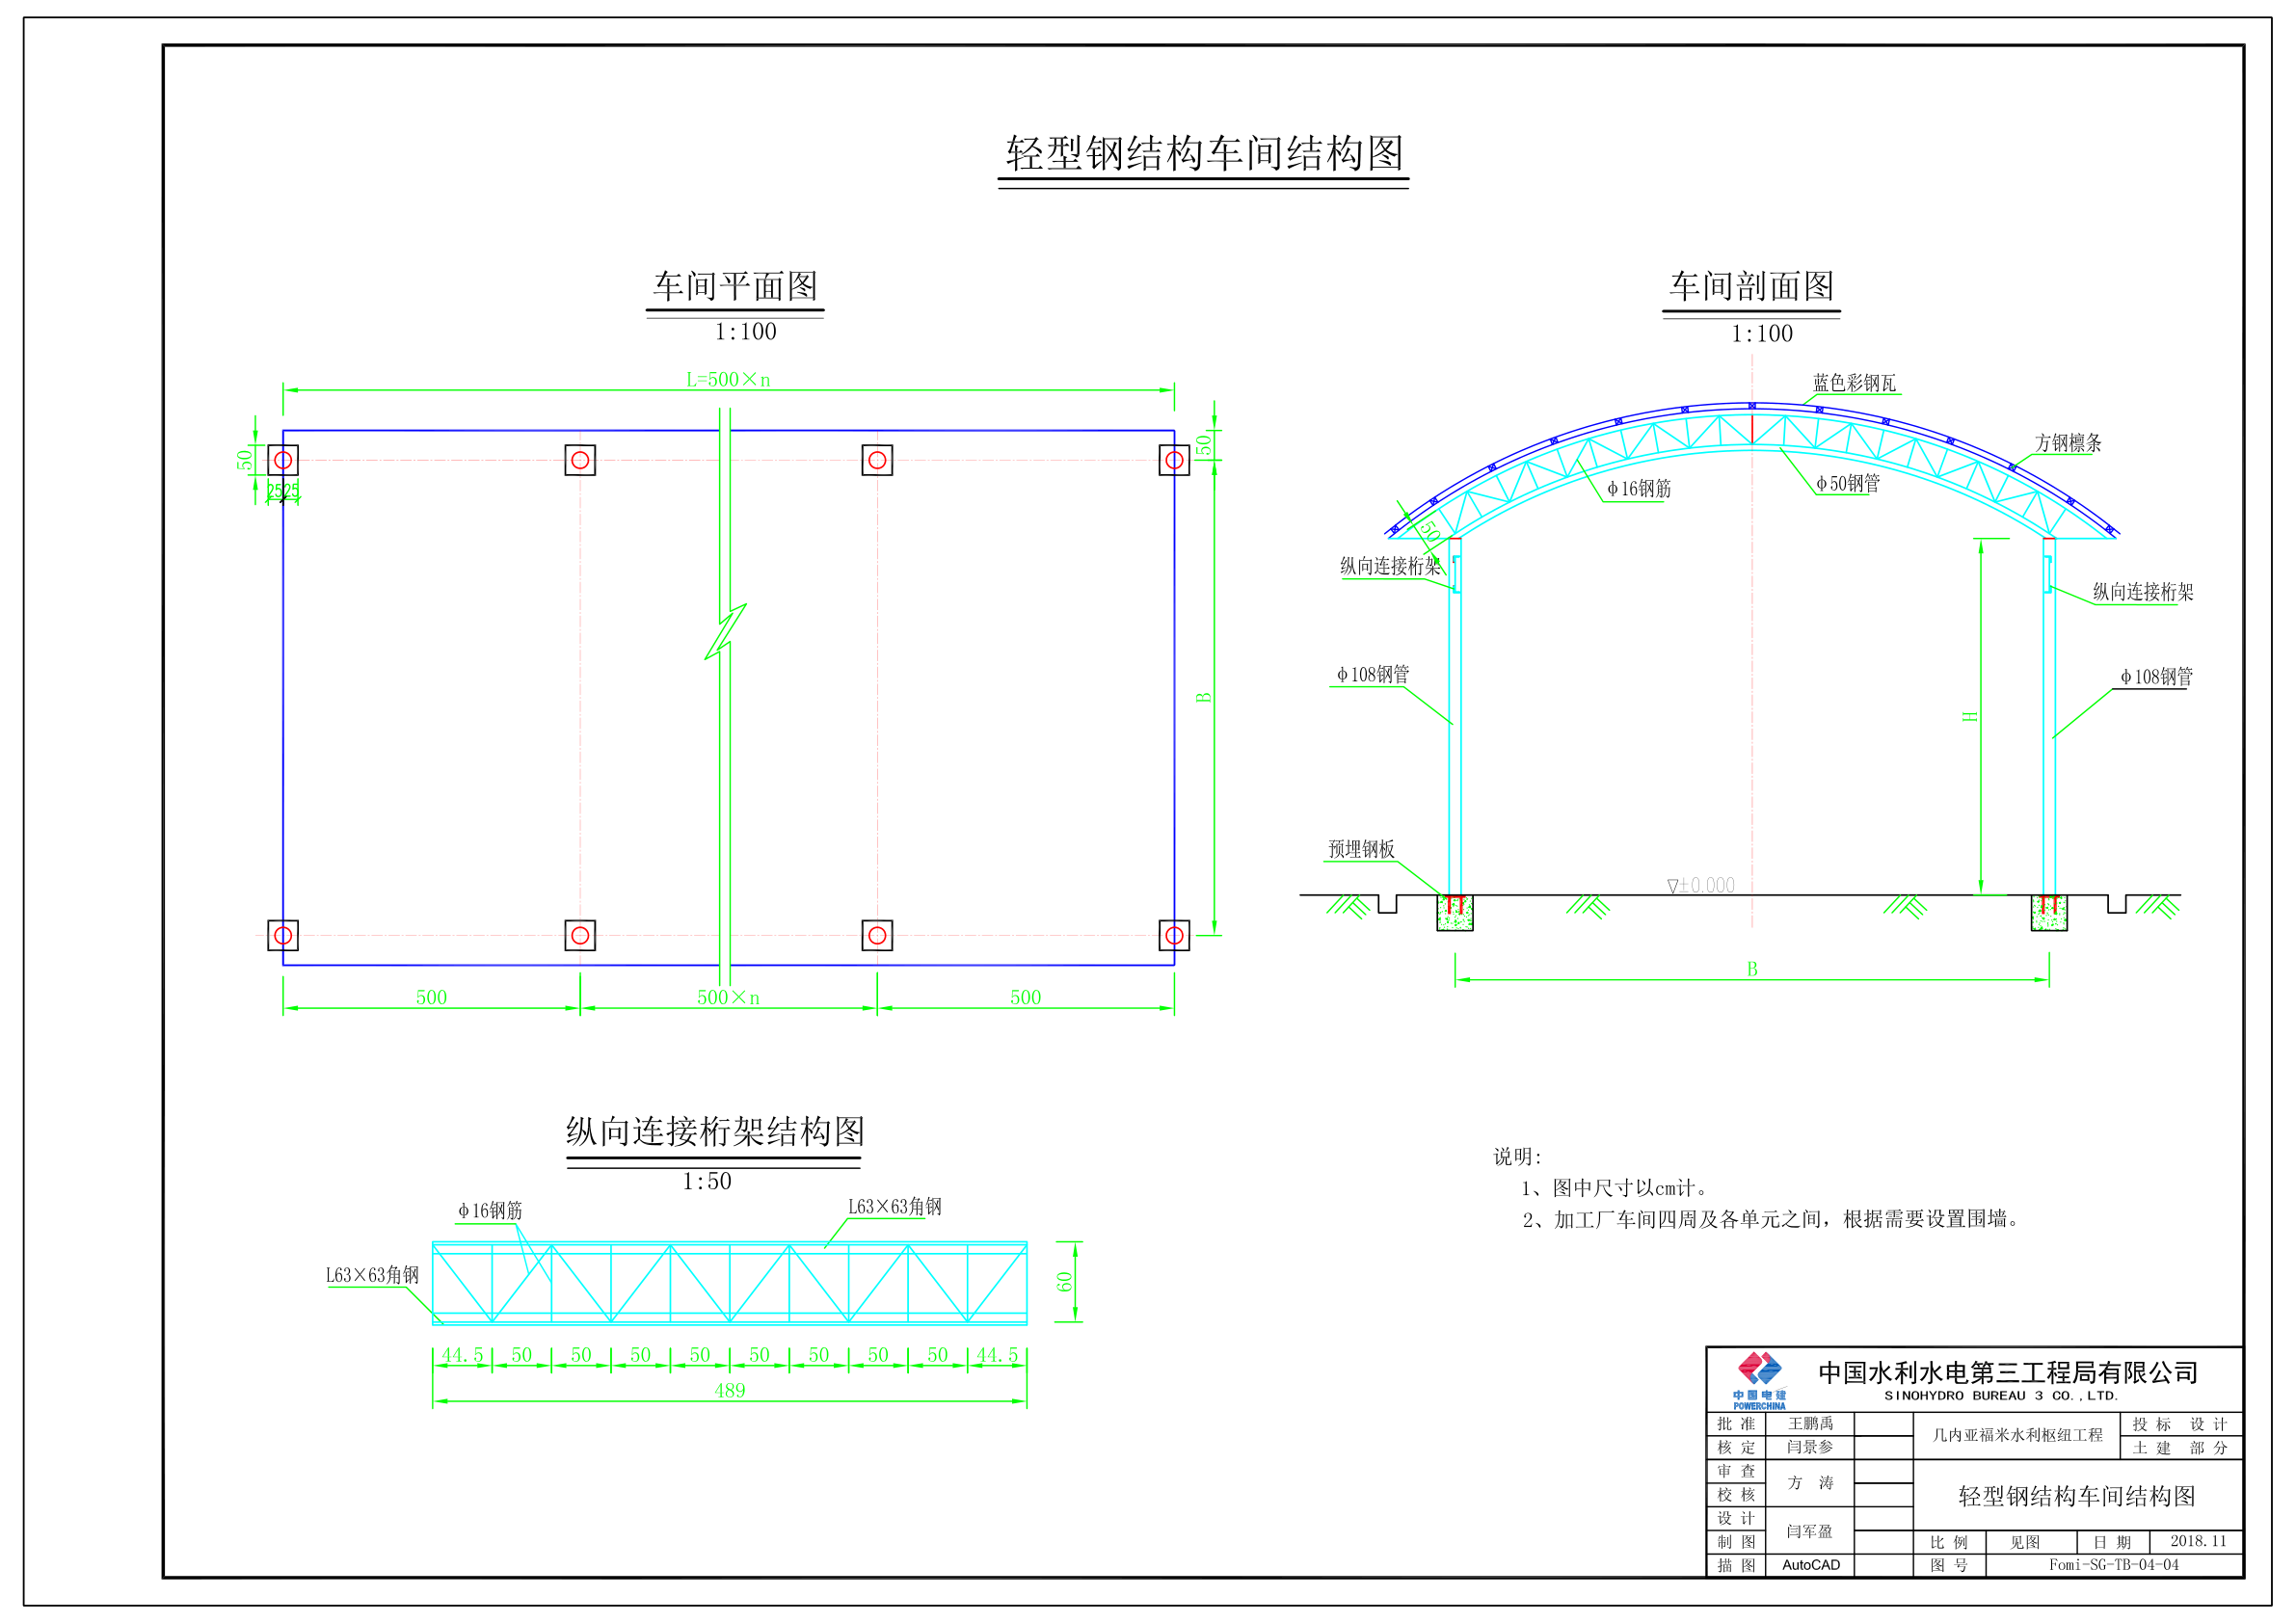 轻型钢结构车间结构图
车间平面图
1:100
L=500×n
50
2525
50
B
500
500×n
500
车间剖面图
1:100
蓝色彩钢瓦
方钢檩条
φ16钢筋
φ50钢管
50
纵向连接桁架
纵向连接桁架
φ108钢管
φ108钢管
H
预埋钢板
▽±0.000
B
纵向连接桁架结构图
1:50
φ16钢筋
L63×63角钢
L63×63角钢
60
44.5 50 50 50 50 50 50 50 50 44.5
489
说明:
1、图中尺寸以cm计。
2、加工厂车间四周及各单元之间，根据需要设置围墙。
中国电建
POWERCHINA
中国水利水电第三工程局有限公司
SINOHYDRO BUREAU 3 CO.,LTD.
批 准 王鹏禹
核 定 闫景参
审 查
校 核
方 涛
设 计
制 图
闫军盈
描 图 AutoCAD
几内亚福米水利枢纽工程
投 标 设 计
土 建 部 分
轻型钢结构车间结构图
比 例 见图 日 期 2018.11
图 号 Fomi-SG-TB-04-04